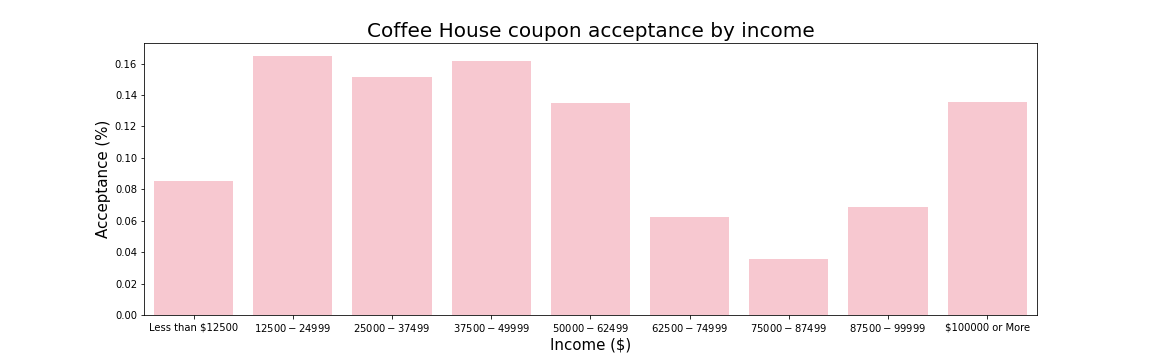 Coffee House coupon acceptance by income
Acceptance (%)
0.16
0.14
0.12
0.10
0.08
0.06
0.04
0.02
0.00
Less than $12500 12500 − 24999 25000 − 37499 37500 − 49999 50000 − 62499 62500 − 74999 75000 − 87499 87500 − 99999 $100000 or More
Income ($)